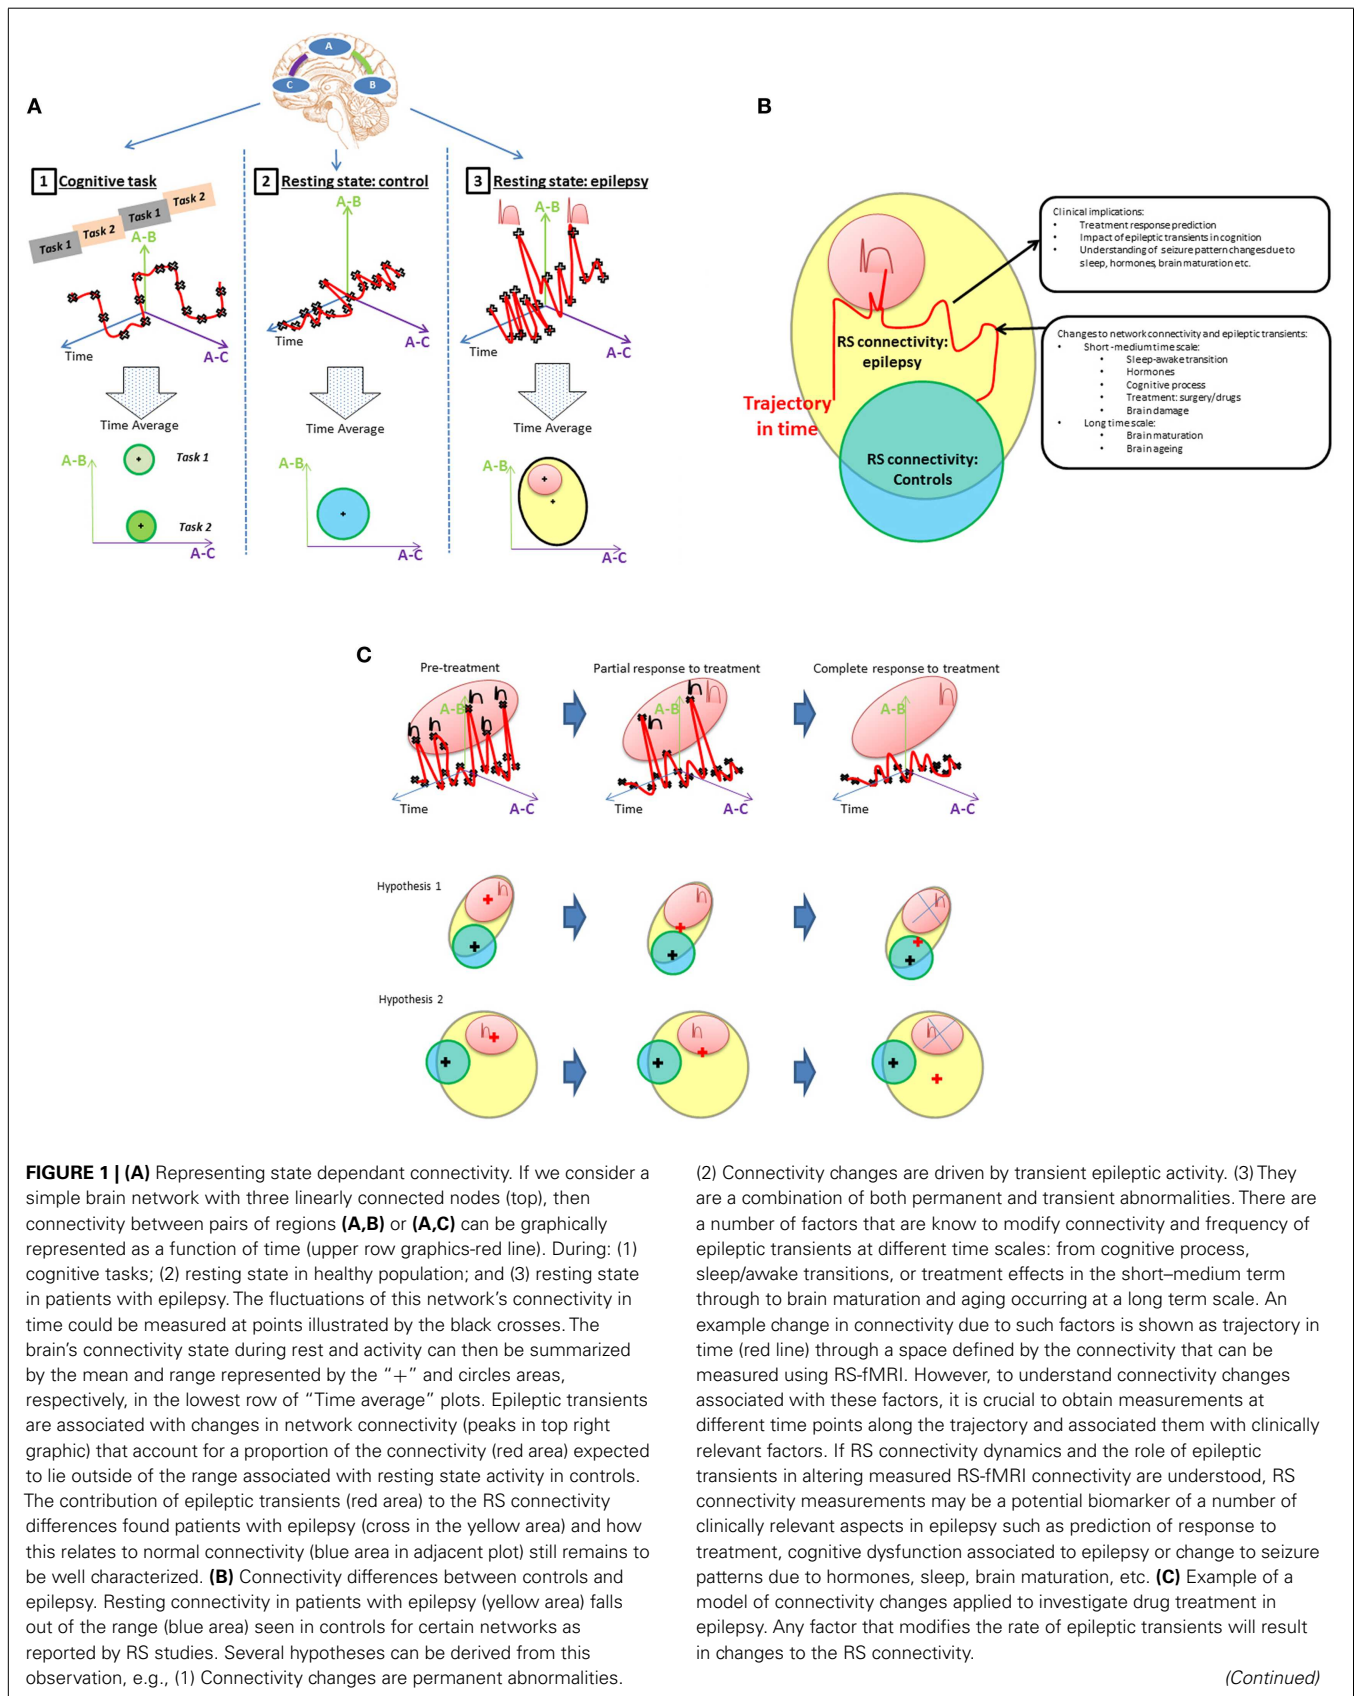 A
A
C
B
1 Cognitive task
Task 1
Task 2
Task 1
Task 2
A-B
Time
A-C
Time Average
A-B
Task 1
Task 2
A-C
2 Resting state: control
A-B
Time
A-C
Time Average
A-B
A-C
3 Resting state: epilepsy
A-B
Time
A-C
Time Average
A-B
A-C
B
RS connectivity:
epilepsy
Trajectory
in time
RS connectivity:
Controls
Clinical implications:
• Treatment response prediction
• Impact of epileptic transients in cognition
• Understanding of seizure pattern changes due to
sleep, hormones, brain maturation etc.
Changes to network connectivity and epileptic transients:
• Short-medium time scale:
• Sleep-awake transition
• Hormones
• Cognitive process
• Treatment: surgery/drugs
• Brain damage
• Long time scale:
• Brain maturation
• Brain ageing
C
Pre-treatment
A-B
Time
A-C
Partial response to treatment
A-B
Time
A-C
Complete response to treatment
A-B
Time
A-C
Hypothesis 1
Hypothesis 2
FIGURE 1 | (A) Representing state dependant connectivity. If we consider a
simple brain network with three linearly connected nodes (top), then
connectivity between pairs of regions (A,B) or (A,C) can be graphically
represented as a function of time (upper row graphics-red line). During: (1)
cognitive tasks; (2) resting state in healthy population; and (3) resting state
in patients with epilepsy. The fluctuations of this network's connectivity in
time could be measured at points illustrated by the black crosses. The
brain's connectivity state during rest and activity can then be summarized
by the mean and range represented by the "+" and circles areas,
respectively, in the lowest row of "Time average" plots. Epileptic transients
are associated with changes in network connectivity (peaks in top right
graphic) that account for a proportion of the connectivity (red area) expected
to lie outside of the range associated with resting state activity in controls.
The contribution of epileptic transients (red area) to the RS connectivity
differences found patients with epilepsy (cross in the yellow area) and how
this relates to normal connectivity (blue area in adjacent plot) still remains to
be well characterized. (B) Connectivity differences between controls and
epilepsy. Resting connectivity in patients with epilepsy (yellow area) falls
out of the range (blue area) seen in controls for certain networks as
reported by RS studies. Several hypotheses can be derived from this
observation, e.g., (1) Connectivity changes are permanent abnormalities.
(2) Connectivity changes are driven by transient epileptic activity. (3) They
are a combination of both permanent and transient abnormalities. There are
a number of factors that are know to modify connectivity and frequency of
epileptic transients at different time scales: from cognitive process,
sleep/awake transitions, or treatment effects in the short–medium term
through to brain maturation and aging occurring at a long term scale. An
example change in connectivity due to such factors is shown as trajectory in
time (red line) through a space defined by the connectivity that can be
measured using RS-fMRI. However, to understand connectivity changes
associated with these factors, it is crucial to obtain measurements at
different time points along the trajectory and associated them with clinically
relevant factors. If RS connectivity dynamics and the role of epileptic
transients in altering measured RS-fMRI connectivity are understood, RS
connectivity measurements may be a potential biomarker of a number of
clinically relevant aspects in epilepsy such as prediction of response to
treatment, cognitive dysfunction associated to epilepsy or change to seizure
patterns due to hormones, sleep, brain maturation, etc. (C) Example of a
model of connectivity changes applied to investigate drug treatment in
epilepsy. Any factor that modifies the rate of epileptic transients will result
in changes to the RS connectivity.
(Continued)